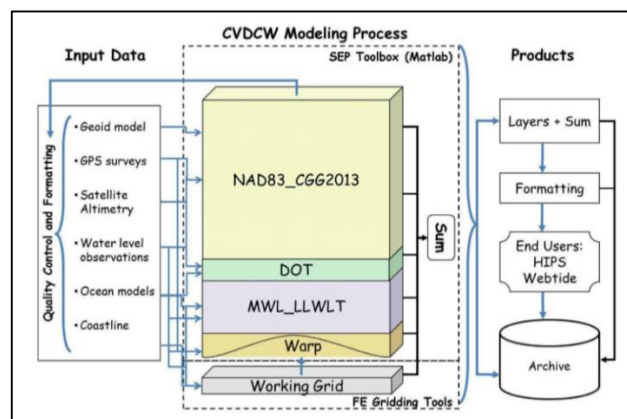 CVDCW Modeling Process
Input Data
SEP Toolbox (Matlab)
Products
Quality Control and Formatting
• Geoid model
• GPS surveys
• Satellite
Altimetry
• Water level
observations
• Ocean models
• Coastline
NAD83_CGG2013
DOT
MWL_LLWLT
Warp
Working Grid
FE Gridding Tools
Sum
Layers + Sum
Formatting
End Users:
HIPS
Webtide
Archive